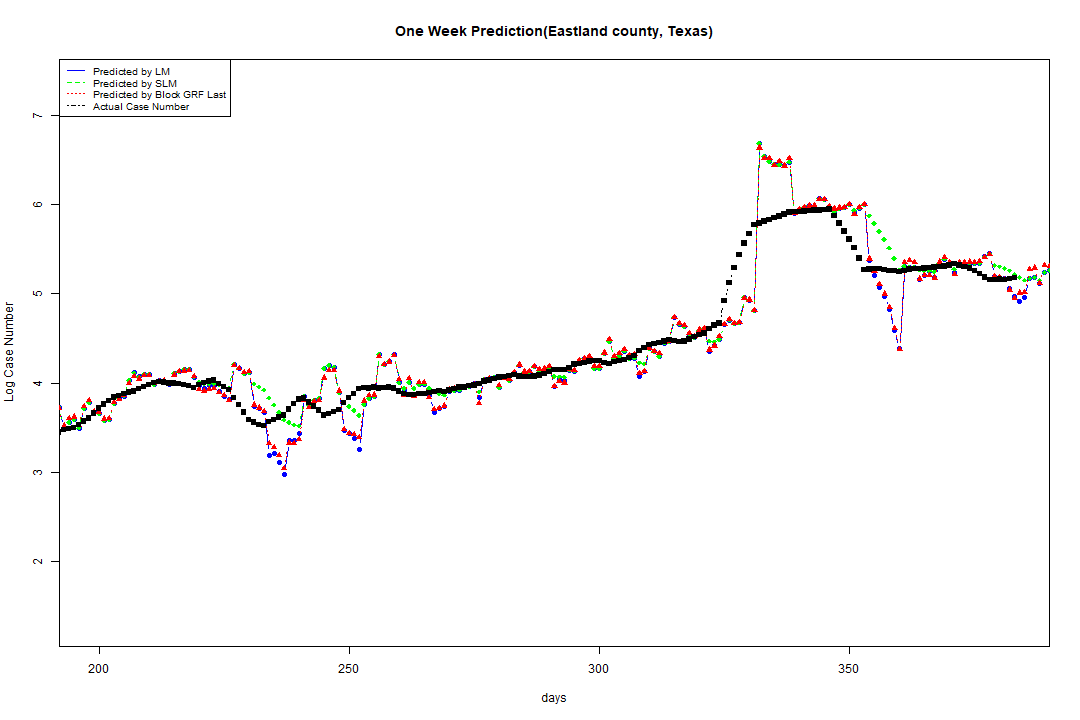 One Week Prediction(Eastland county, Texas)
Predicted by LM
Predicted by SLM
Predicted by Block GRF Last
Actual Case Number
7
6
5
4
3
2
Log Case Number
200 250 300 350
days